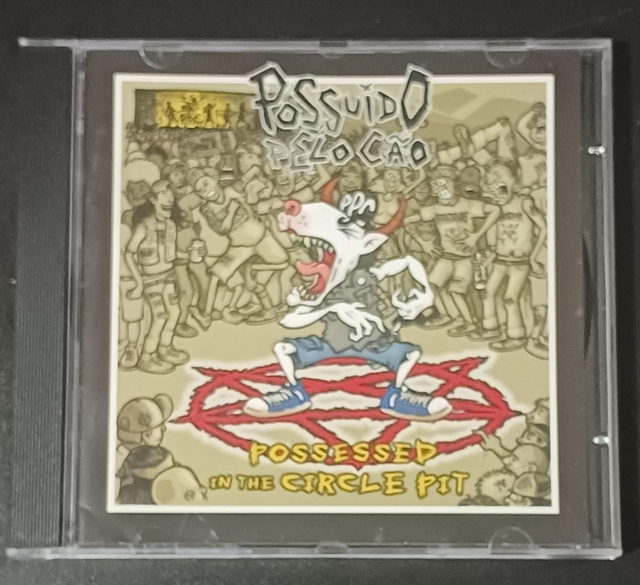 POSSUIDO
PELO CÃO
PPC
POSSESSED
IN THE CIRCLE PIT